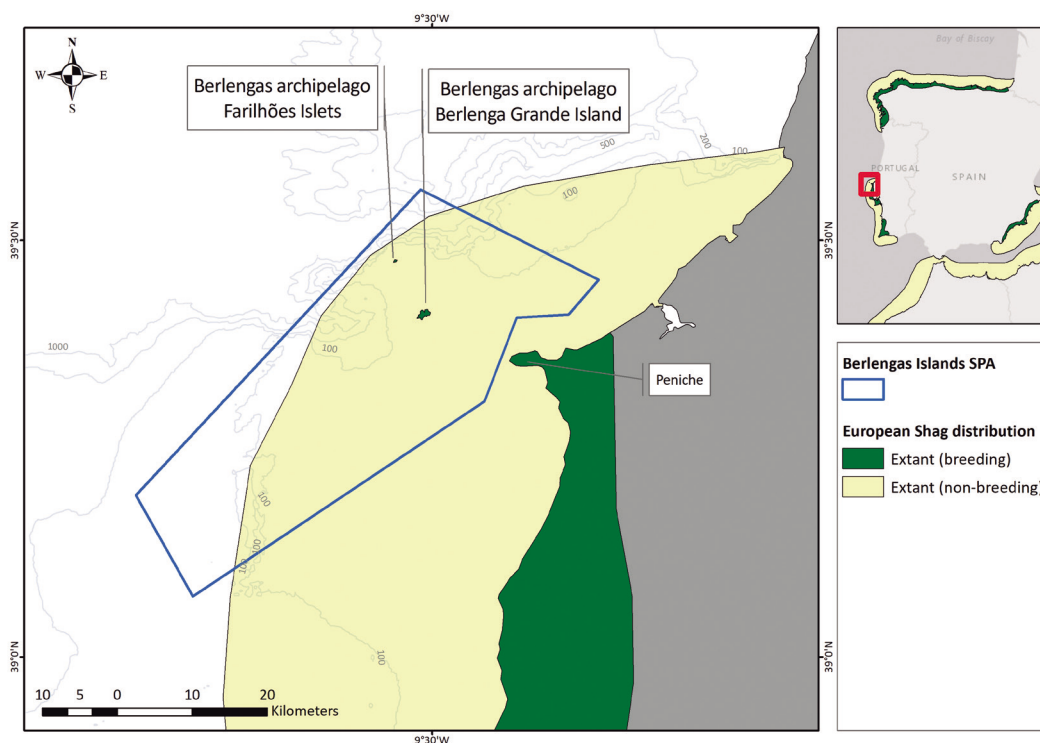 9°30'W
N
W E
S
Berlengas archipelago
Farilhões Islets
Berlengas archipelago
Berlenga Grande Island
200
100
500
100
39°30'N
39°30'N
1000
100
Peniche
100
100
100
100
39°0'N
39°0'N
10 5 0 10 20
Kilometers
9°30'W
Bay of Biscay
PORTUGAL
SPAIN
Berlengas Islands SPA
European Shag distribution
Extant (breeding)
Extant (non-breeding)